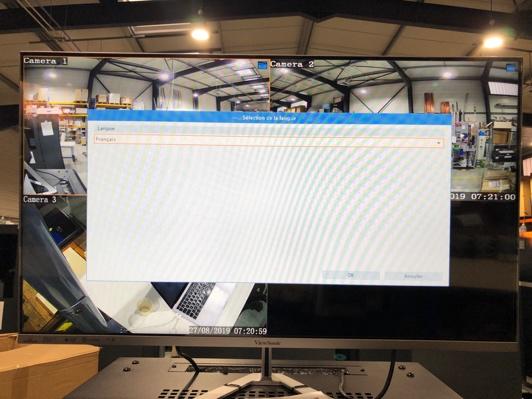 Camera 1
Camera 2
Sélection de la langue
Langue
Français
019 07:21:00
Camera 3
OK
Annuler
27/08/2019 07:20:59
ViewSonic